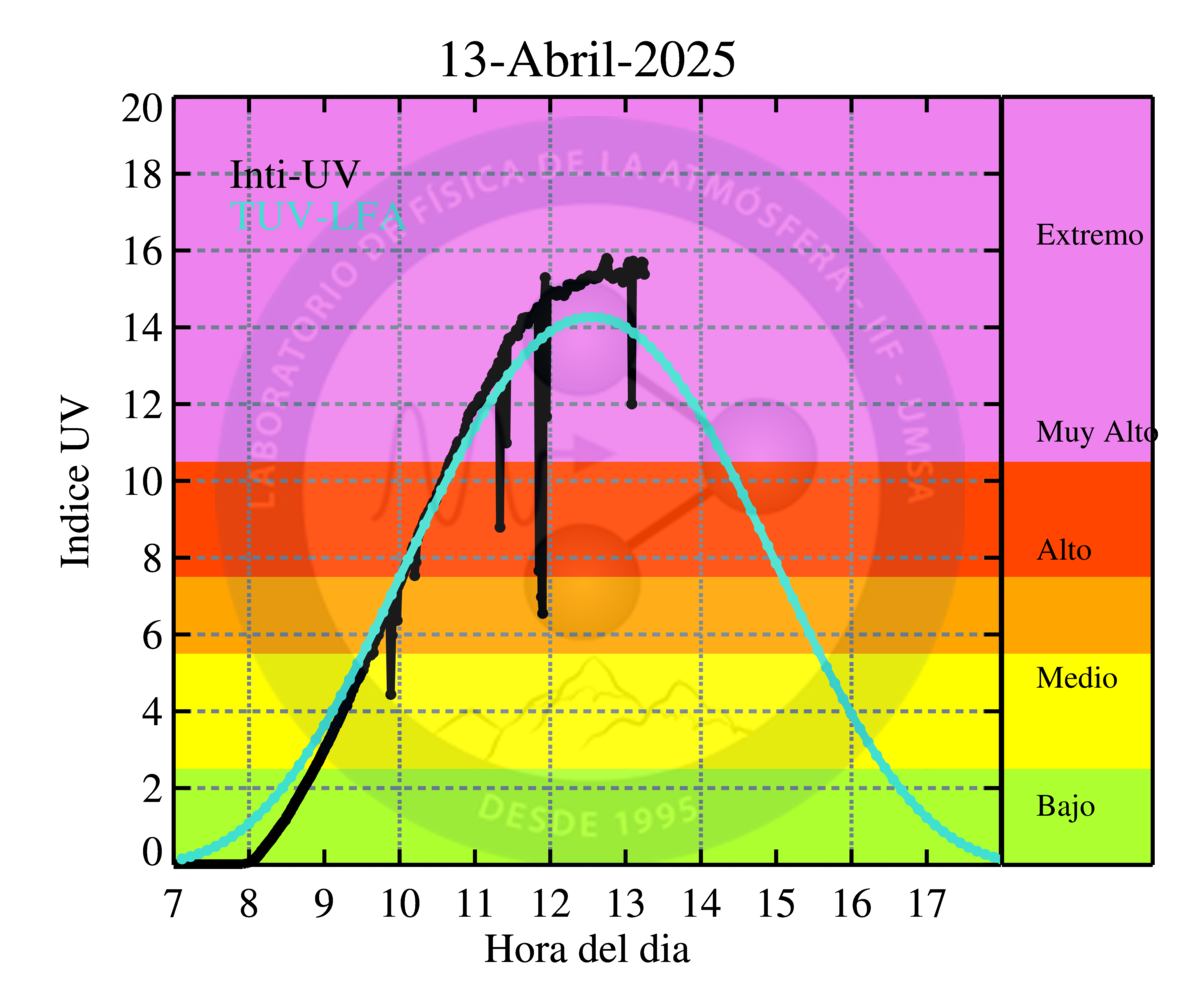 13-Abril-2025
20
18
16
14
12
10
8
6
4
2
0
Indice UV
Inti-UV
TUV-LFA
LABORATORIO DE FÍSICA DE LA ATMÓSFERA - IIF - UMSA
DESDE 1995
Extremo
Muy Alto
Alto
Medio
Bajo
7 8 9 10 11 12 13 14 15 16 17
Hora del dia